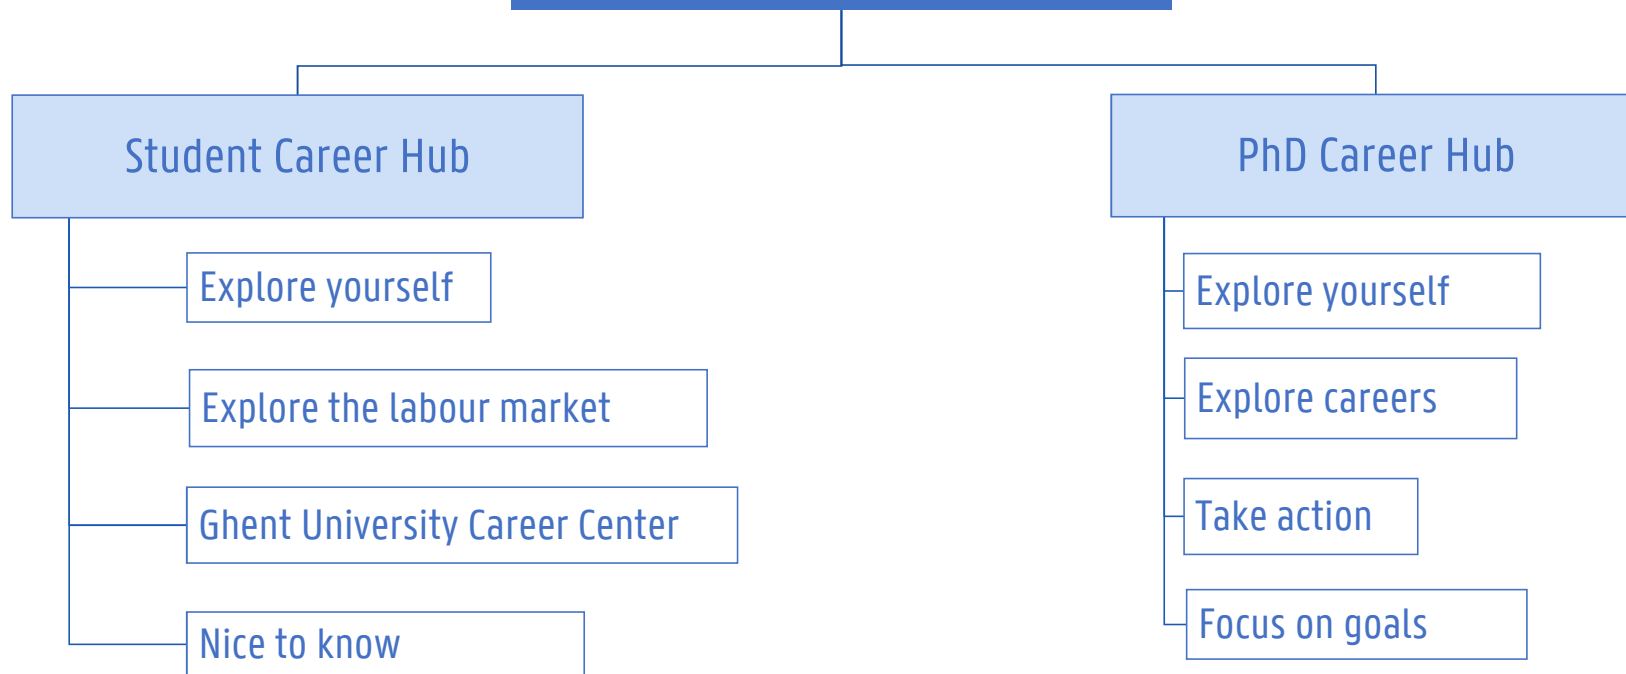 Student Career Hub
Explore yourself
Explore the labour market
Ghent University Career Center
Nice to know
PhD Career Hub
Explore yourself
Explore careers
Take action
Focus on goals